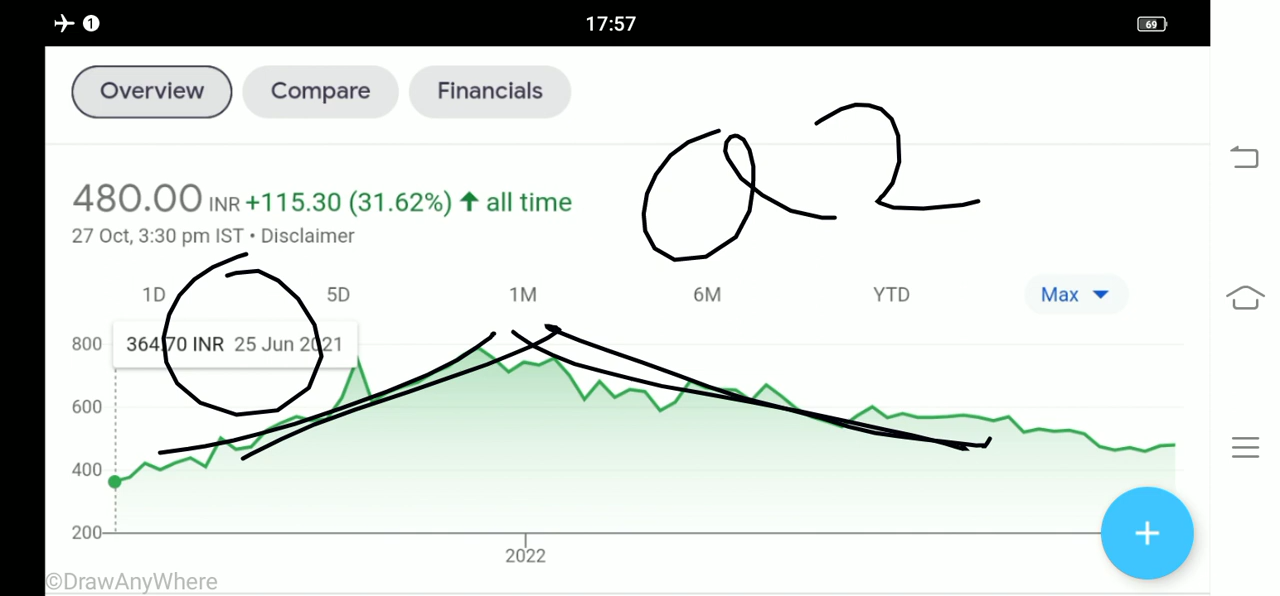 1 17:57 69
Overview Compare Financials
480.00 INR +115.30 (31.62%) ↑ all time
27 Oct, 3:30 pm IST • Disclaimer
1D 5D 1M 6M YTD Max
800 364.70 INR 25 Jun 2021
600
400
200
2022
©DrawAnyWhere